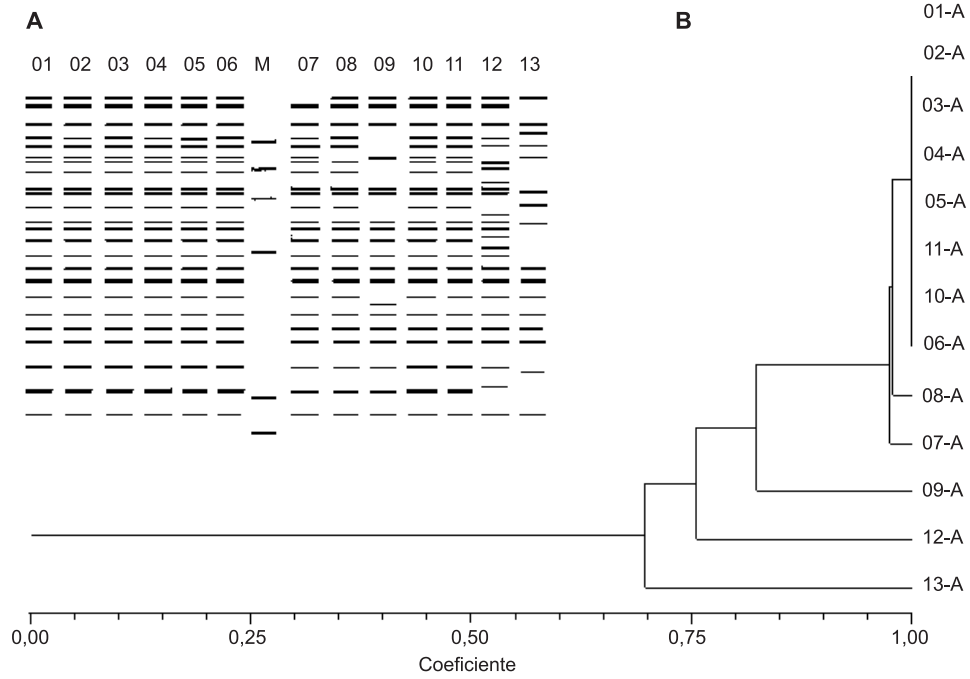 A
01 02 03 04 05 06 M 07 08 09 10 11 12 13
B
01-A
02-A
03-A
04-A
05-A
11-A
10-A
06-A
08-A
07-A
09-A
12-A
13-A
0,00 0,25 0,50 0,75 1,00
Coeficiente